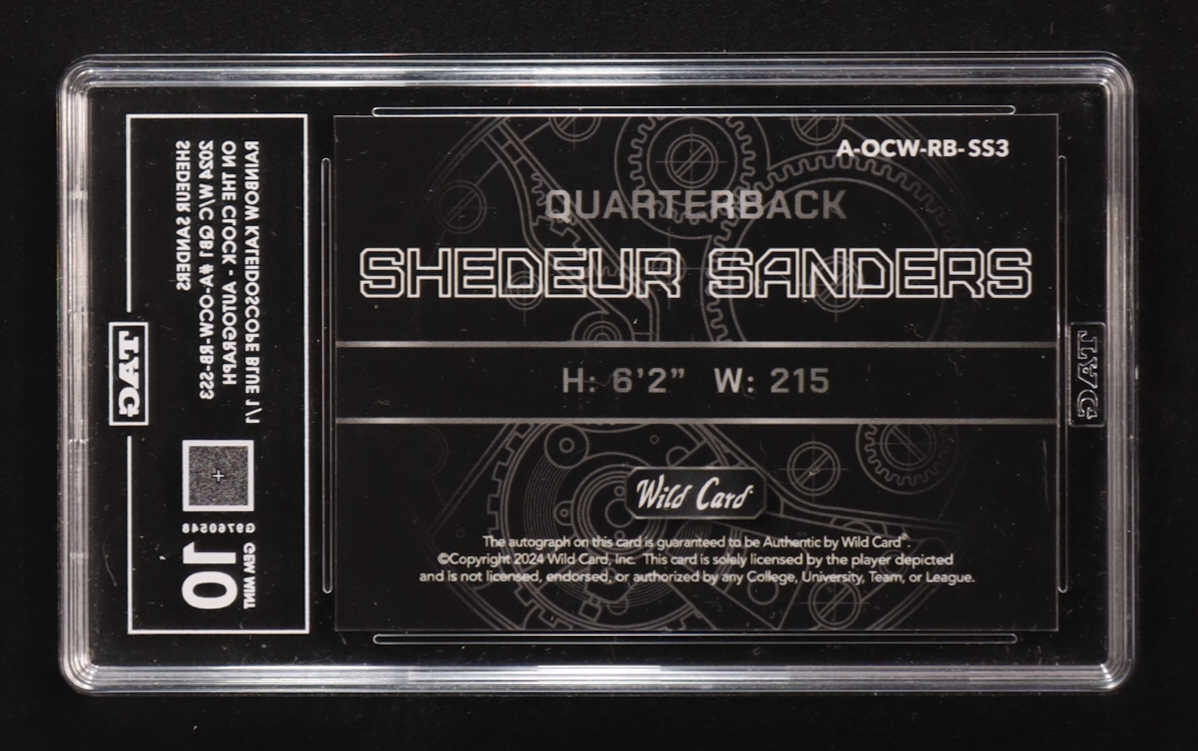 A-OCW-RB-SS3
QUARTERBACK
SHEDEUR SANDERS
H: 6'2" W: 215
Wild Card
The autograph on this card is guaranteed to be Authentic by Wild Card™.
©Copyright 2024 Wild Card, Inc. This card is solely licensed by the player depicted
and is not licensed, endorsed, or authorized by any College, University, Team, or League.
SHEDEUR SANDERS
2024 W/C GB1 #A-OCW-RB-SS3
ON THE CLOCK - AUTOGRAPH
RAINBOW KALEIDOSCOPE BLUE 1/1
TAG
G9760548
10
GEM MINT
TAG